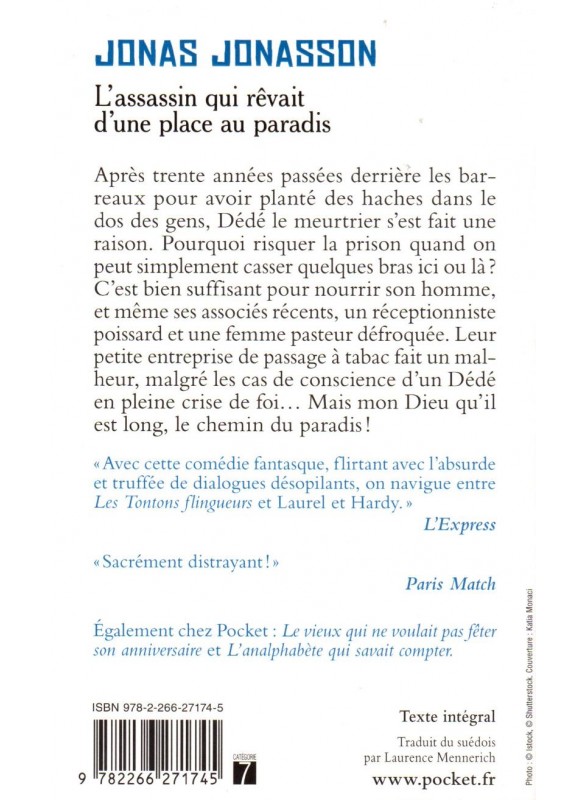 JONAS JONASSON
L'assassin qui rêvait
d'une place au paradis
Après trente années passées derrière les bar-
reaux pour avoir planté des haches dans le
dos des gens, Dédé le meurtrier s'est fait une
raison. Pourquoi risquer la prison quand on
peut simplement casser quelques bras ici ou là ?
C'est bien suffisant pour nourrir son homme,
et même ses associés récents, un réceptionniste
poissard et une femme pasteur défroquée. Leur
petite entreprise de passage à tabac fait un mal-
heur, malgré les cas de conscience d'un Dédé
en pleine crise de foi… Mais mon Dieu qu'il
est long, le chemin du paradis !
« Avec cette comédie fantasque, flirtant avec l'absurde
et truffée de dialogues désopilants, on navigue entre
Les Tontons flingueurs et Laurel et Hardy. »
L'Express
« Sacrément distrayant ! »
Paris Match
Également chez Pocket : Le vieux qui ne voulait pas fêter
son anniversaire et L'analphabète qui savait compter.
ISBN 978-2-266-27174-5
9 782266 271745
CATÉGORIE
7
Texte intégral
Traduit du suédois
par Laurence Mennerich
www.pocket.fr
Photo : © Istock, © Shutterstock. Couverture : Katia Monaci